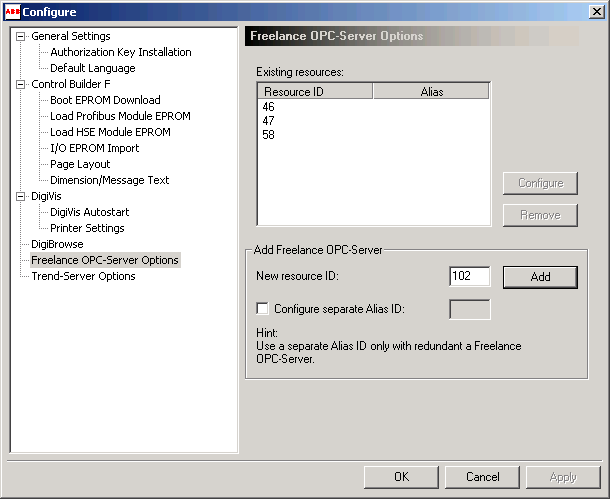 ABB Configure
General Settings
Authorization Key Installation
Default Language
Control Builder F
Boot EPROM Download
Load Profibus Module EPROM
Load HSE Module EPROM
I/O EPROM Import
Page Layout
Dimension/Message Text
DigiVis
DigiVis Autostart
Printer Settings
DigiBrowse
Freelance OPC-Server Options
Trend-Server Options
Freelance OPC-Server Options
Existing resources:
Resource ID Alias
46
47
58
Configure
Remove
Add Freelance OPC-Server
New resource ID: 102 Add
Configure separate Alias ID:
Hint:
Use a separate Alias ID only with redundant a Freelance
OPC-Server.
OK Cancel Apply